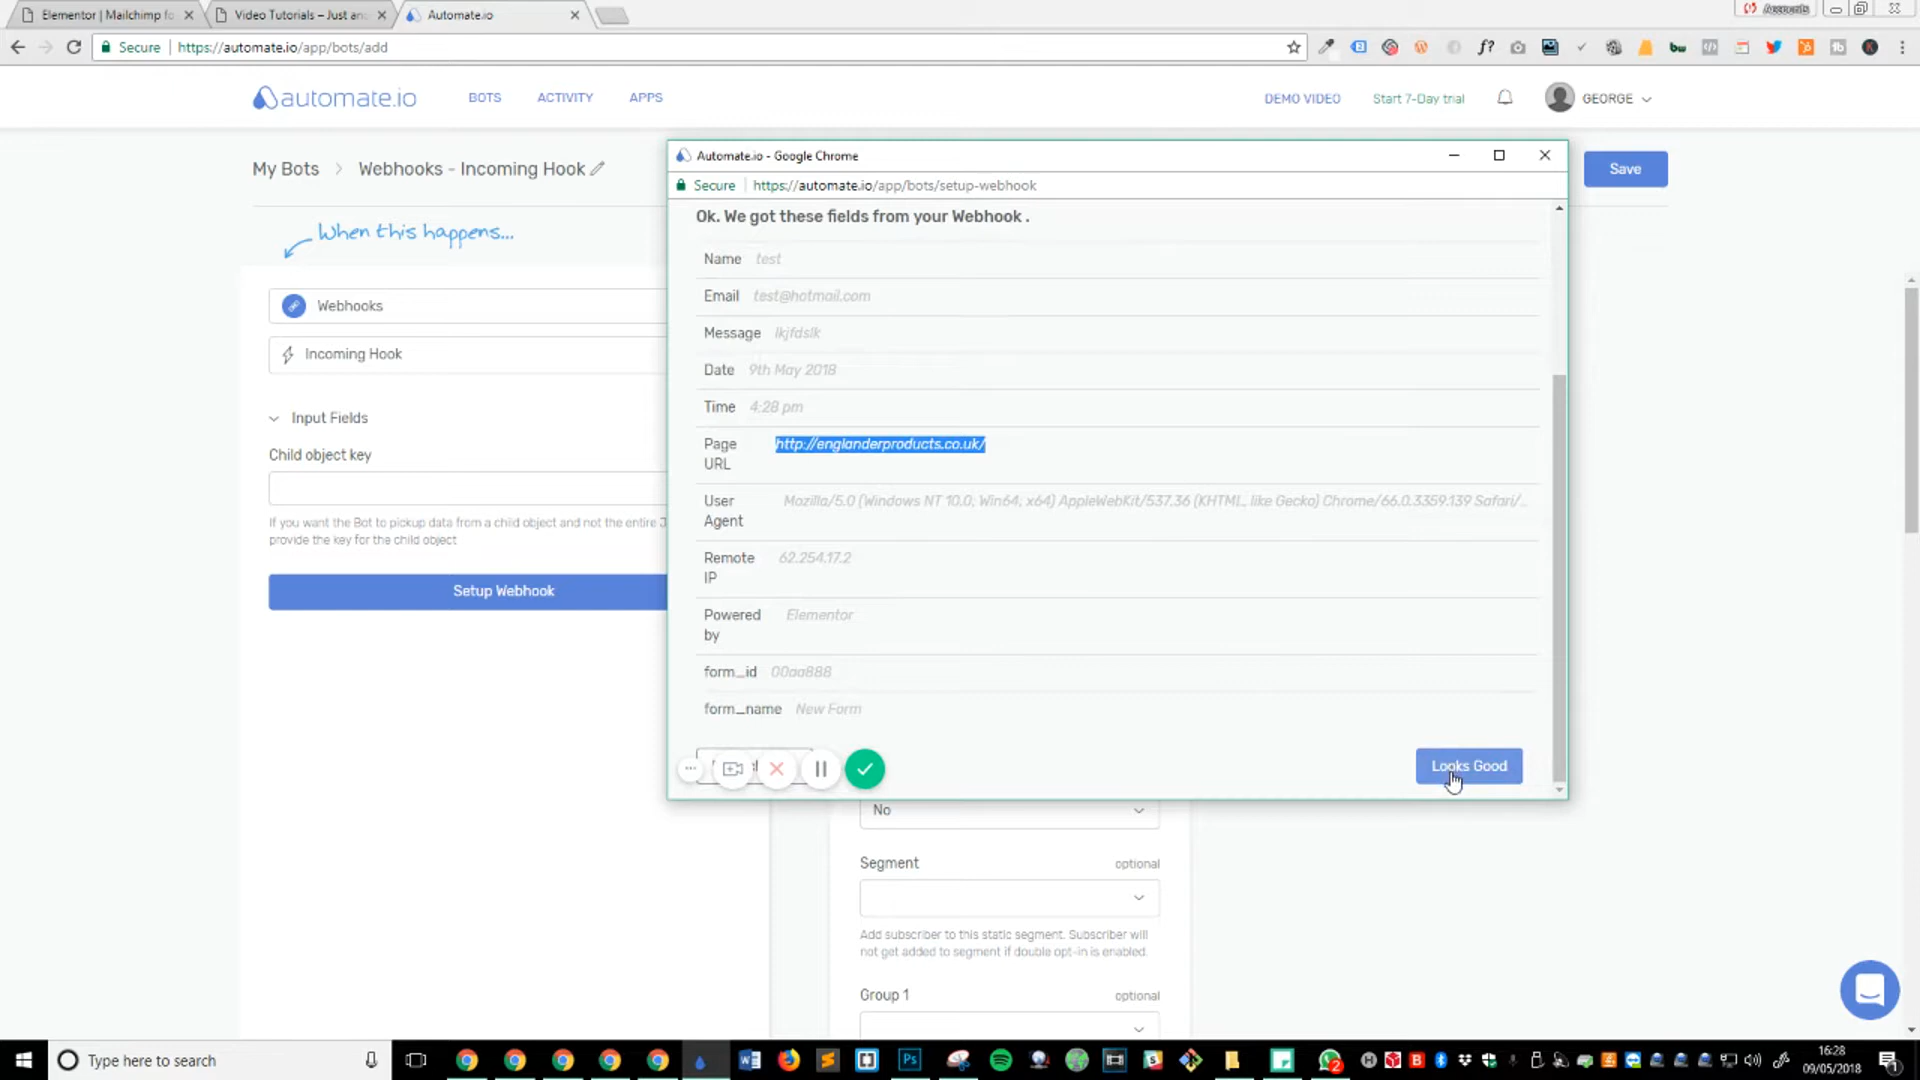 Elementor | Mailchimp fo
Video Tutorials – Just an
Automate.io
Accounts
Secure
https://automate.io/app/bots/add
automate.io
BOTS
ACTIVITY
APPS
DEMO VIDEO
Start 7-Day trial
GEORGE
My Bots
Webhooks - Incoming Hook
Save
When this happens...
Webhooks
Incoming Hook
Input Fields
Child object key
If you want the Bot to pickup data from a child object and not the entire J
provide the key for the child object
Setup Webhook
Automate.io - Google Chrome
Secure
https://automate.io/app/bots/setup-webhook
Ok. We got these fields from your Webhook .
Name test
Email test@hotmail.com
Message lkjfdslk
Date 9th May 2018
Time 4:28 pm
Page http://englanderproducts.co.uk/
URL
User Mozilla/5.0 (Windows NT 10.0; Win64; x64) AppleWebKit/537.36 (KHTML, like Gecko) Chrome/66.0.3359.139 Safari/...
Agent
Remote 62.254.17.2
IP
Powered Elementor
by
form_id 00aa888
form_name New Form
Looks Good
No
Segment optional
Add subscriber to this static segment. Subscriber will
not get added to segment if double opt-in is enabled.
Group 1 optional
Type here to search
16:28
09/05/2018